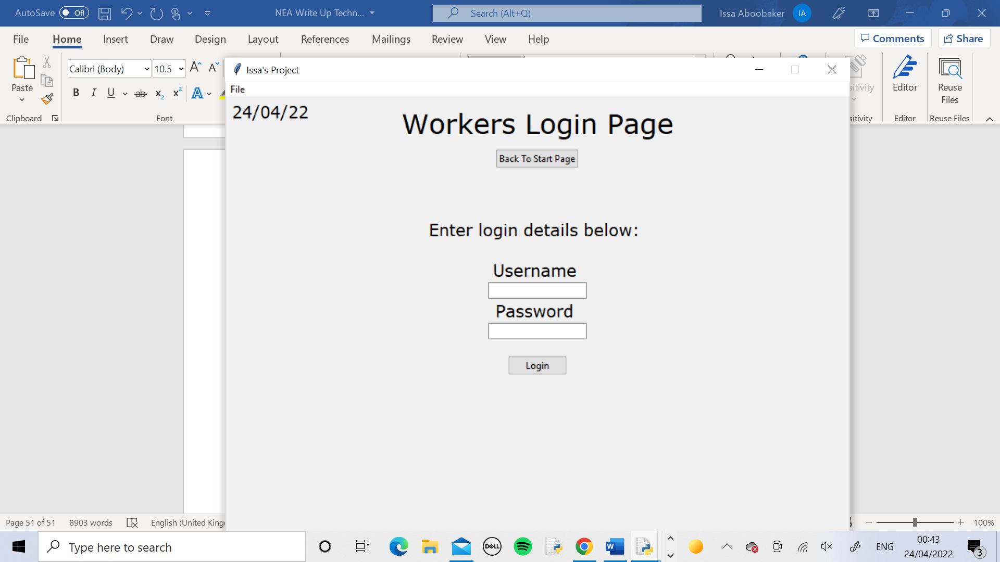 AutoSave Off
NEA Write Up Techn...
Search (Alt+Q)
Issa Aboobaker IA
File Home Insert Draw Design Layout References Mailings Review View Help
Comments Share
Calibri (Body) 10.5
Paste
B I U ab x2 x2 A
Clipboard Font
Editor
Reuse Files
Editor Reuse Files
Issa's Project
File
24/04/22
Workers Login Page
Back To Start Page
Enter login details below:
Username
Password
Login
Page 51 of 51 8903 words English (United King
100%
Type here to search
DELL
W
ENG
00:43
24/04/2022
3